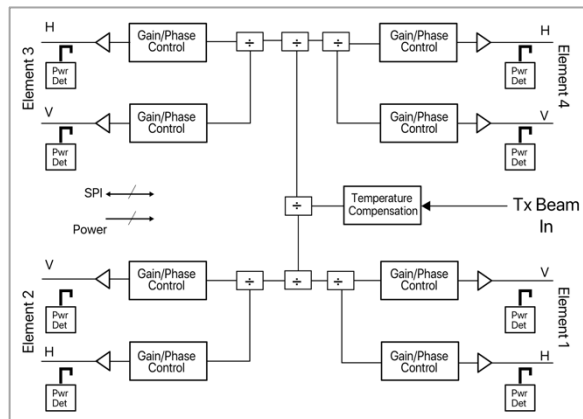 H
Gain/Phase
Control
÷
÷
÷
Gain/Phase
Control
H
Pwr
Det
Element 3
Element 4
Pwr
Det
V
Gain/Phase
Control
Gain/Phase
Control
V
Pwr
Det
Pwr
Det
SPI
Power
÷
Temperature
Compensation
Tx Beam
In
V
Gain/Phase
Control
÷
÷
÷
Gain/Phase
Control
V
Pwr
Det
Element 2
Element 1
Pwr
Det
H
Gain/Phase
Control
Gain/Phase
Control
H
Pwr
Det
Pwr
Det